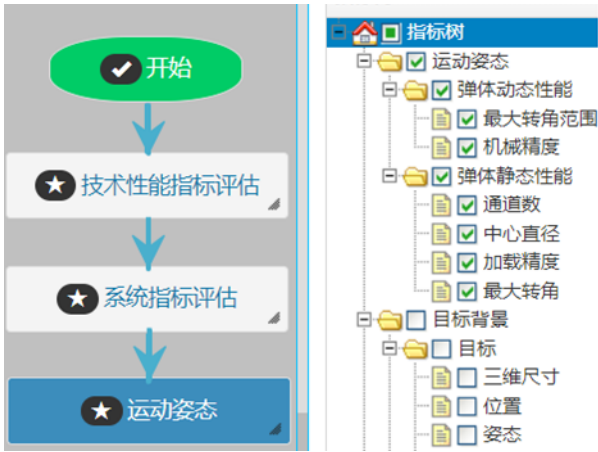 开始
技术性能指标评估
系统指标评估
运动姿态
指标树
运动姿态
弹体动态性能
最大转角范围
机械精度
弹体静态性能
通道数
中心直径
加载精度
最大转角
目标背景
目标
三维尺寸
位置
姿态